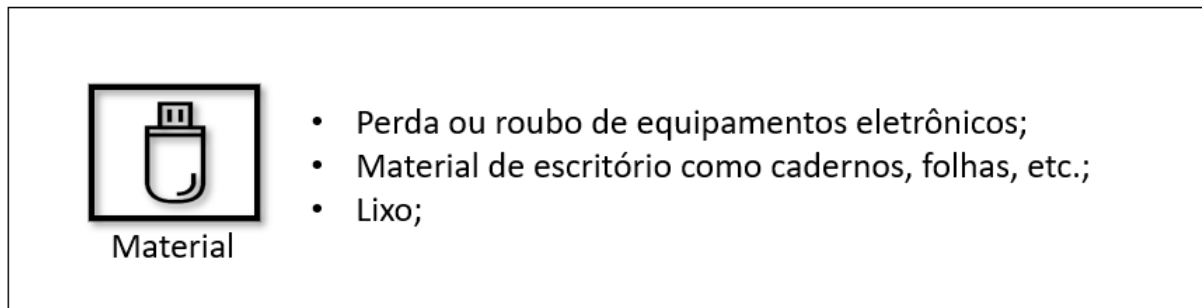 • Perda ou roubo de equipamentos eletrônicos;
• Material de escritório como cadernos, folhas, etc.;
• Lixo;
Material